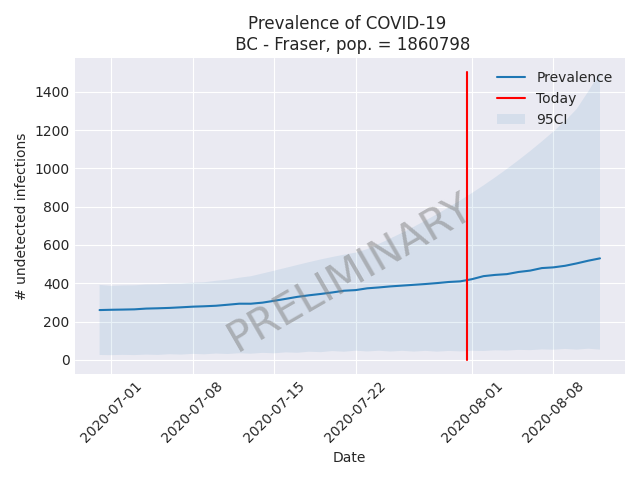 Prevalence of COVID-19
BC - Fraser, pop. = 1860798
# undetected infections
1400
1200
1000
800
600
400
200
0
Prevalence
Today
95CI
PRELIMINARY
2020-07-01
2020-07-08
2020-07-15
2020-07-22
2020-08-01
2020-08-08
Date